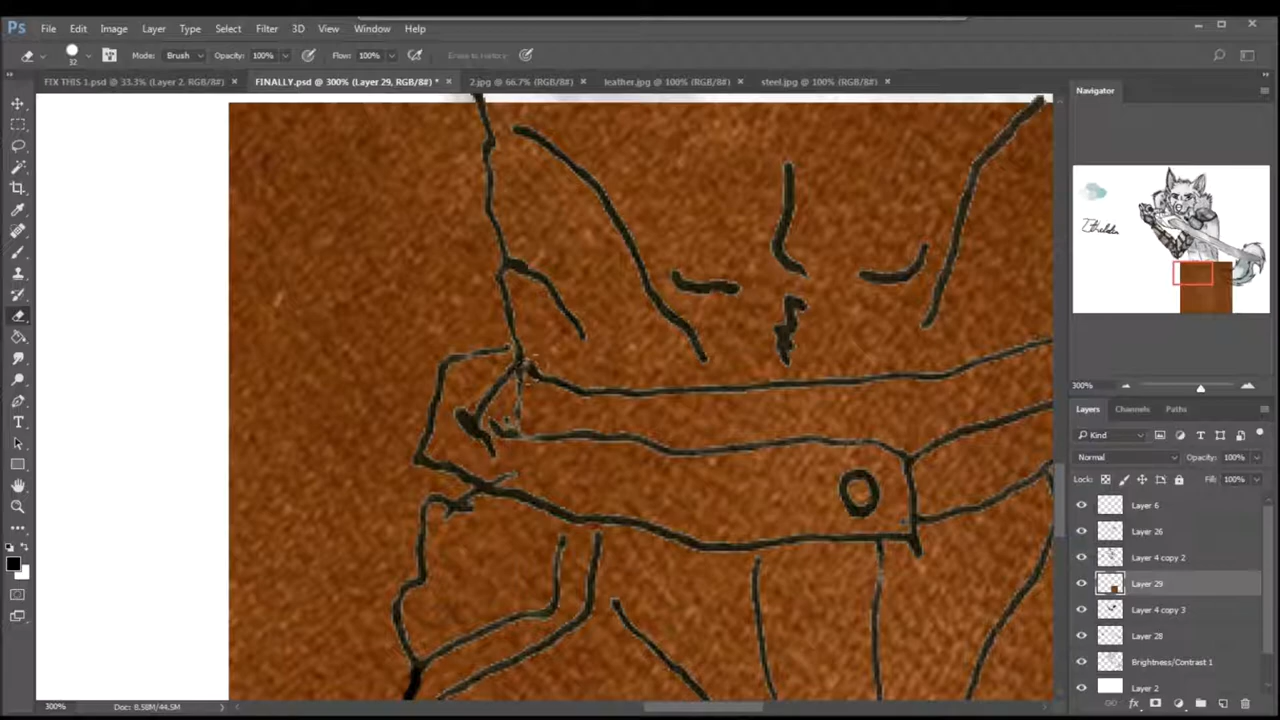 Ps File Edit Image Layer Type Select Filter 3D View Window Help
32 Mode: Brush Opacity: 100% Flow: 100% Erase to History
FIX THIS 1.psd @ 33.3% (Layer 2, RGB/8#) × FINALLY.psd @ 300% (Layer 29, RGB/8#) * × 2.jpg @ 66.7% (RGB/8#) × leather.jpg @ 100% (RGB/8#) × steel.jpg @ 100% (RGB/8#) ×
Navigator
300%
Layers Channels Paths
Kind
Normal Opacity: 100%
Lock: Fill: 100%
Layer 6
Layer 26
Layer 4 copy 2
Layer 29
Layer 4 copy 3
Layer 28
Brightness/Contrast 1
Layer 2
300% Doc: 8.58M/44.5M